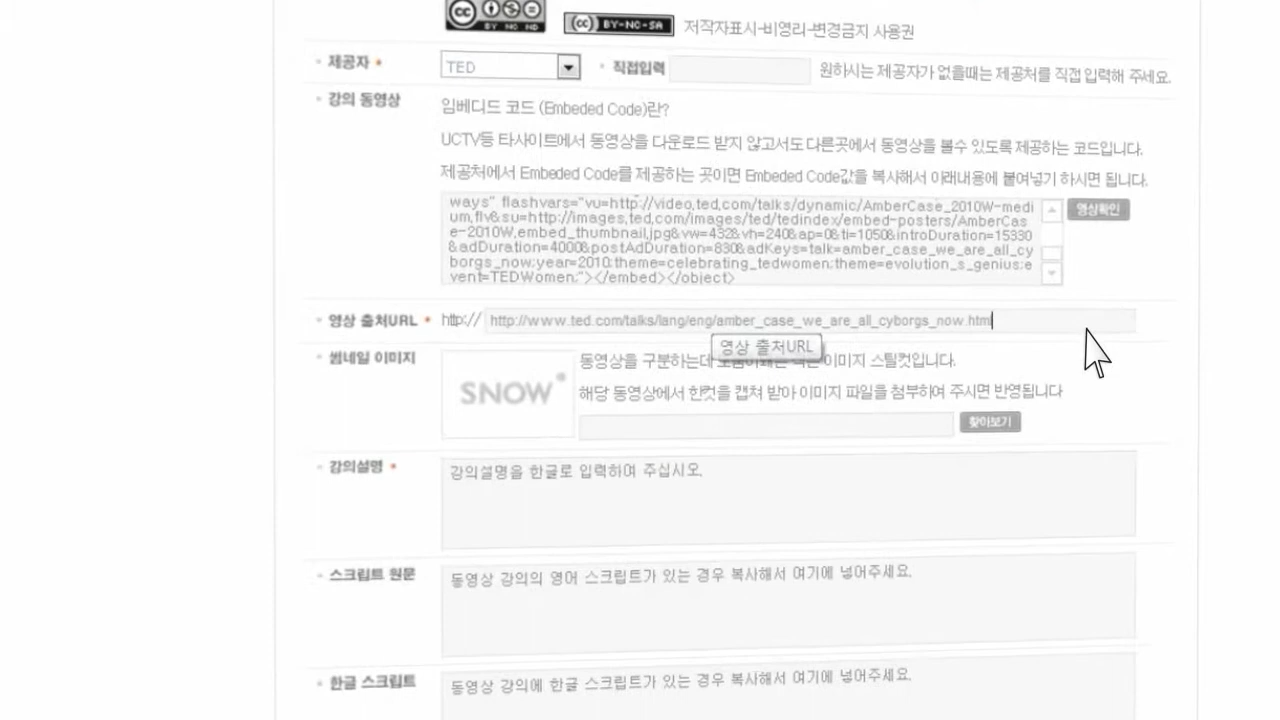 cc BY NC ND
cc BY-NC-SA 저작자표시-비영리-변경금지 사용권
제공자 TED 직접입력 원하시는 제공자가 없을때는 제공처를 직접 입력해 주세요.
강의 동영상 임베디드 코드 (Embeded Code)란?
UCTV등 타사이트에서 동영상을 다운로드 받지 않고서도 다른곳에서 동영상을 볼수 있도록 제공하는 코드입니다.
제공처에서 Embeded Code를 제공하는 곳이면 Embeded Code값을 복사해서 아래내용에 붙여넣기 하시면 됩니다.
ways" flashvars="vu=http://video.ted.com/talks/dynamic/AmberCase_2010W-medi 영상확인
um.flv&su=http://images.ted.com/images/ted/tedindex/embed-posters/AmberCas
e-2010W.embed_thumbnail.jpg&vw=432&vh=240&ap=0&ti=1050&introDuration=15330
&adDuration=4000&postAdDuration=830&adKeys=talk=amber_case_we_are_all_cy
borgs_now;year=2010;theme=celebrating_tedwomen;theme=evolution_s_genius;e
vent=TEDWomen;"></embed></object>
영상 출처URL http:// http://www.ted.com/talks/lang/eng/amber_case_we_are_all_cyborgs_now.html
영상 출처URL
썸네일 이미지 SNOW 동영상을 구분하는데 이미지 스틸컷입니다.
해당 동영상에서 한컷을 캡쳐 받아 이미지 파일을 첨부하여 주시면 반영됩니다
찾아보기
강의설명 강의설명을 한글로 입력하여 주십시오.
스크립트 원문 동영상 강의의 영어 스크립트가 있는 경우 복사해서 여기에 넣어주세요.
한글 스크립트 동영상 강의에 한글 스크립트가 있는 경우 복사해서 여기에 넣어주세요.